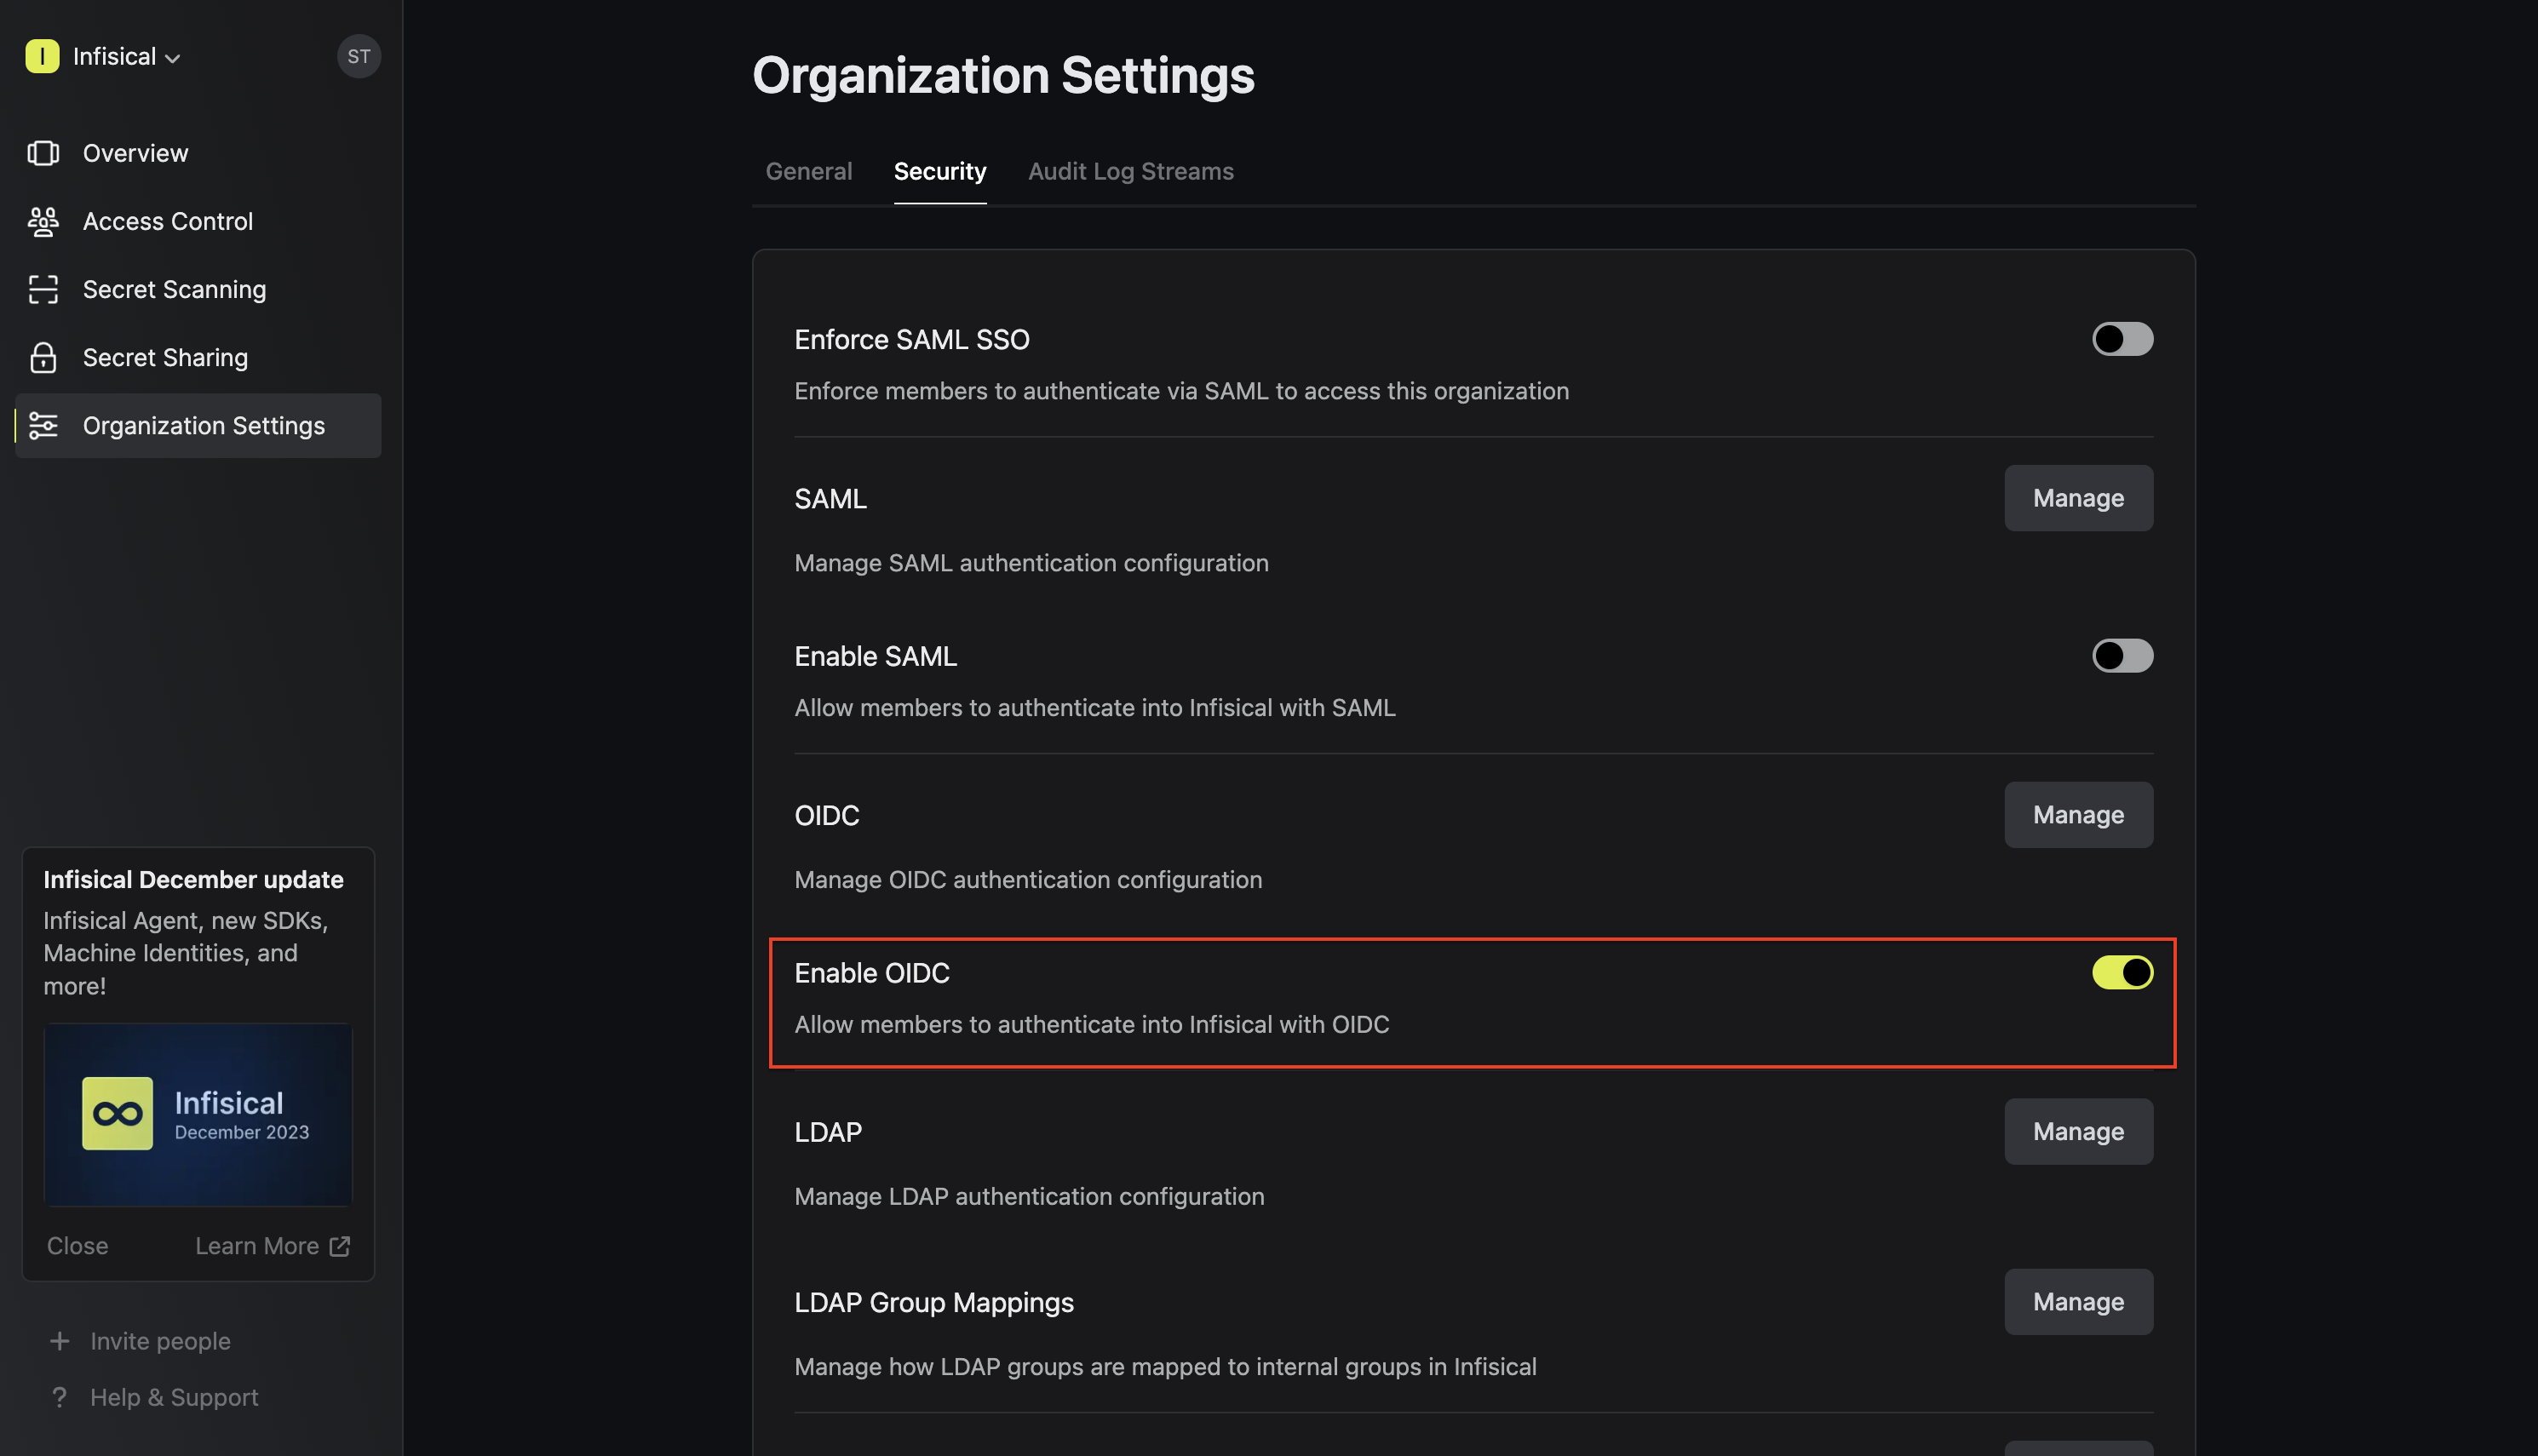 I
Infisical
ST
Overview
Access Control
Secret Scanning
Secret Sharing
Organization Settings
Infisical December update
Infisical Agent, new SDKs,
Machine Identities, and
more!
Infisical
December 2023
Close
Learn More
+ Invite people
? Help & Support
Organization Settings
General
Security
Audit Log Streams
Enforce SAML SSO
Enforce members to authenticate via SAML to access this organization
SAML
Manage
Manage SAML authentication configuration
Enable SAML
Allow members to authenticate into Infisical with SAML
OIDC
Manage
Manage OIDC authentication configuration
Enable OIDC
Allow members to authenticate into Infisical with OIDC
LDAP
Manage
Manage LDAP authentication configuration
LDAP Group Mappings
Manage
Manage how LDAP groups are mapped to internal groups in Infisical